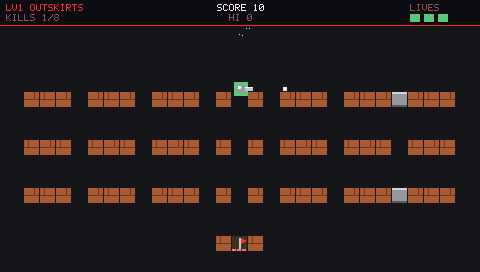 LV1 OUTSKIRTS
KILLS 1/8
SCORE 10
HI 0
LIVES